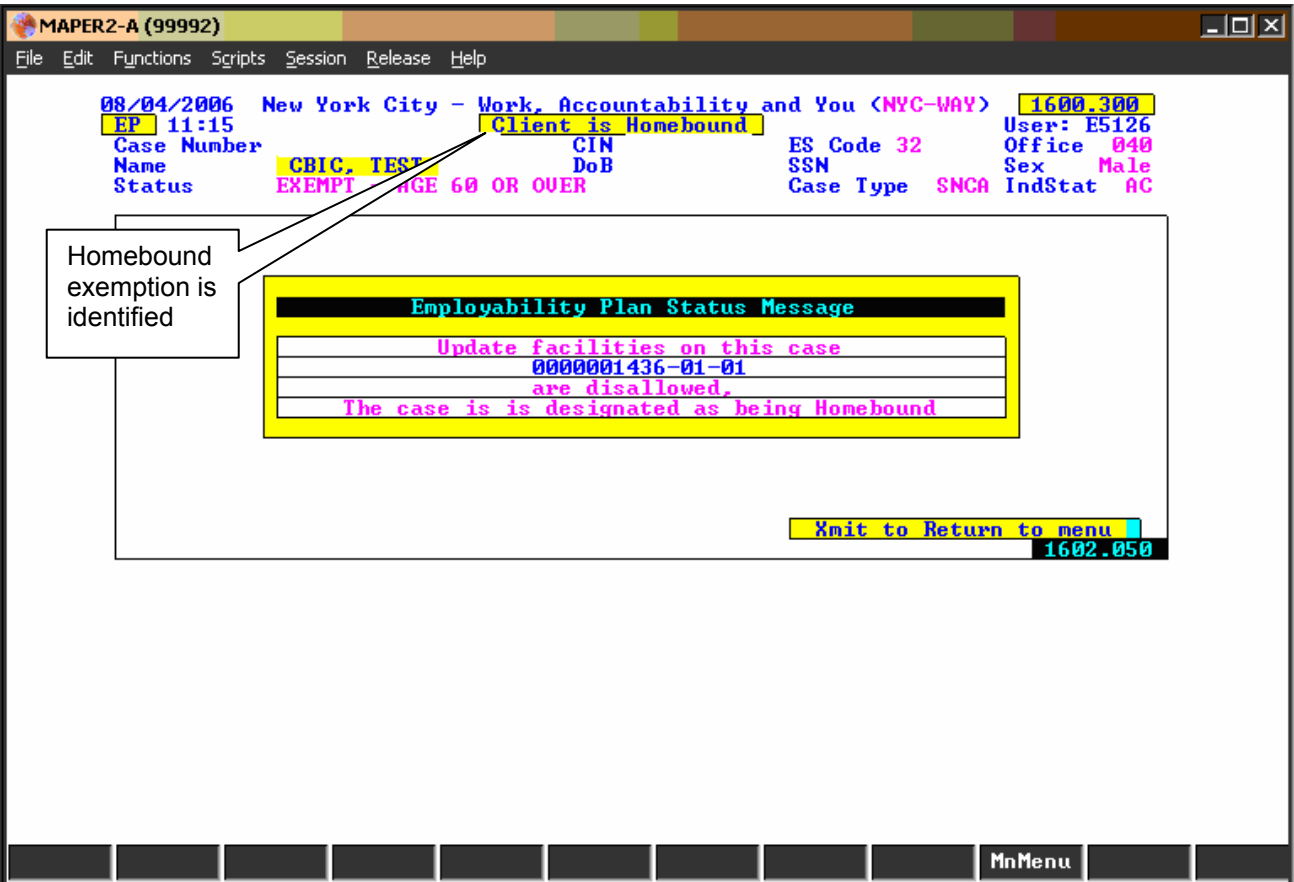 MAPER2-A (99992)
File Edit Functions Scripts Session Release Help
08/04/2006 New York City - Work, Accountability and You (NYC-WAY) 1600.300
EP 11:15 Client is Homebound User: E5126
Case Number CIN ES Code 32 Office 040
Name CBIC, TEST DoB SSN Sex Male
Status EXEMPT - AGE 60 OR OVER Case Type SNCA IndStat AC
Homebound
exemption is
identified
Employability Plan Status Message
Update facilities on this case
0000001436-01-01
are disallowed,
The case is is designated as being Homebound
Xmit to Return to menu
1602.050
MnMenu